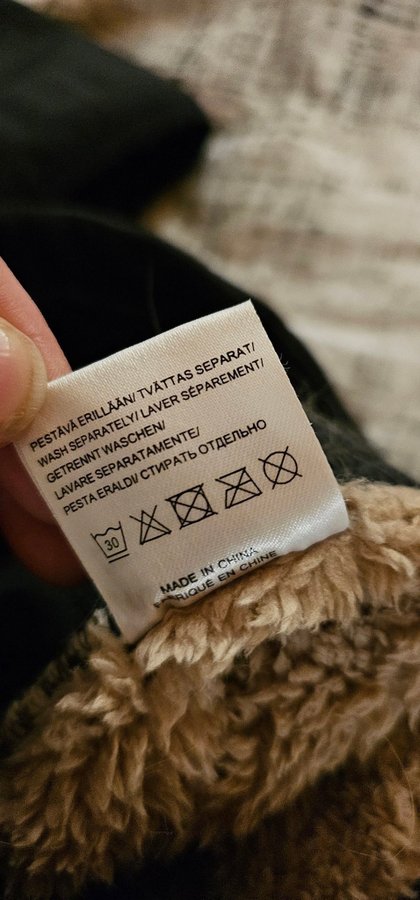 PESTÄVÄ ERILLÄÄN/ TVÄTTAS SEPARAT/
WASH SEPARATELY/ LAVER SÉPAREMENT/
GETRENNT WASCHEN/
LAVARE SEPARATAMENTE/
PESTA ERALDI/ СТИРАТЬ ОТДЕЛЬНО
30
MADE IN CHINA
EN CHINE